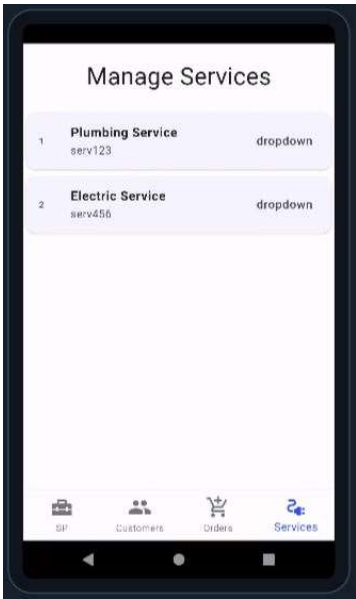 Manage Services
1
Plumbing Service
serv123
dropdown
2
Electric Service
serv456
dropdown
SP
Customers
Orders
Services